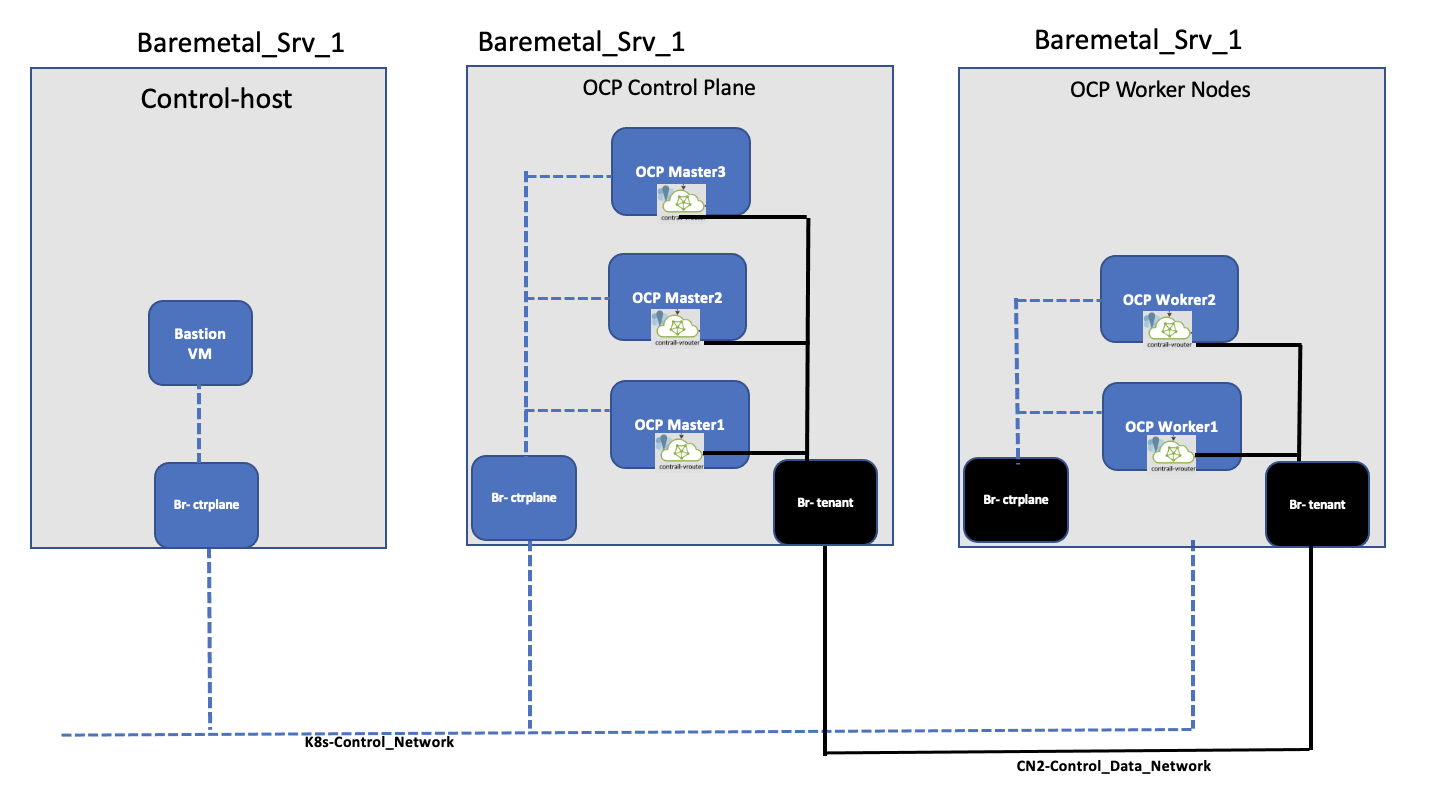 Baremetal_Srv_1
Control-host
Bastion
VM
Br- ctrplane
Baremetal_Srv_1
OCP Control Plane
OCP Master3
contrail-vrouter
OCP Master2
contrail-vrouter
OCP Master1
contrail-vrouter
Br- ctrplane
Br- tenant
Baremetal_Srv_1
OCP Worker Nodes
OCP Wokrer2
contrail-vrouter
OCP Worker1
contrail-vrouter
Br- ctrplane
Br- tenant
K8s-Control_Network
CN2-Control_Data_Network